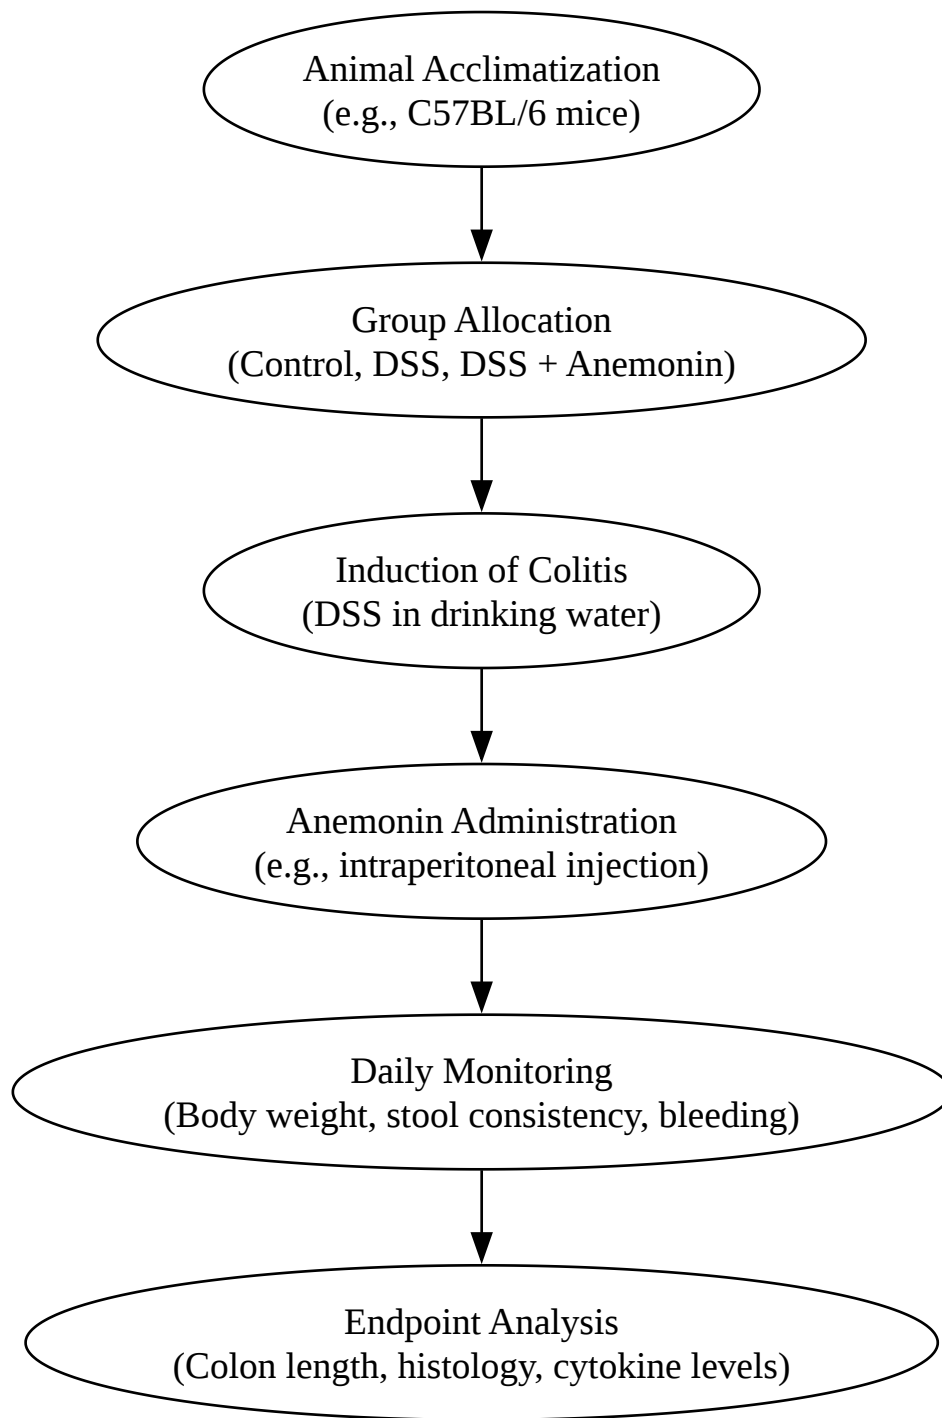 Animal Acclimatization
(e.g., C57BL/6 mice)
Group Allocation
(Control, DSS, DSS + Anemonin)
Induction of Colitis
(DSS in drinking water)
Anemonin Administration
(e.g., intraperitoneal injection)
Daily Monitoring
(Body weight, stool consistency, bleeding)
Endpoint Analysis
(Colon length, histology, cytokine levels)